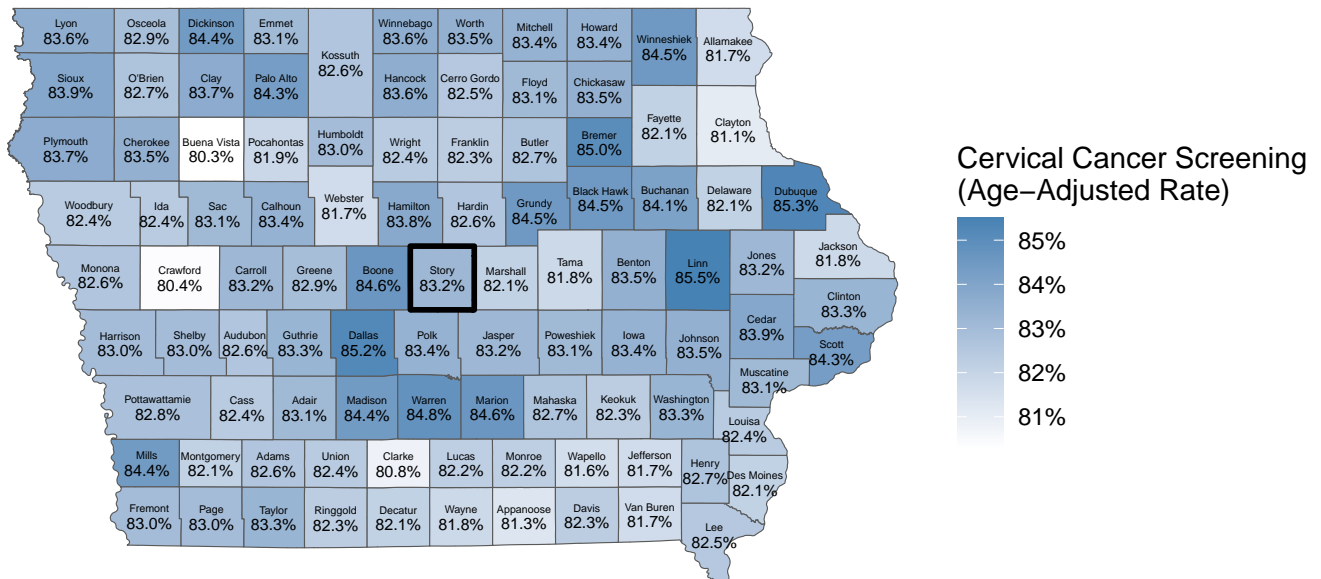 Lyon
83.6%
Osceola
82.9%
Dickinson
84.4%
Emmet
83.1%
Kossuth
82.6%
Winnebago
83.6%
Worth
83.5%
Mitchell
83.4%
Howard
83.4%
Winneshiek
84.5%
Allamakee
81.7%
Sioux
83.9%
O'Brien
82.7%
Clay
83.7%
Palo Alto
84.3%
Hancock
83.6%
Cerro Gordo
82.5%
Floyd
83.1%
Chickasaw
83.5%
Fayette
82.1%
Clayton
81.1%
Plymouth
83.7%
Cherokee
83.5%
Buena Vista
80.3%
Pocahontas
81.9%
Humboldt
83.0%
Wright
82.4%
Franklin
82.3%
Butler
82.7%
Bremer
85.0%
Woodbury
82.4%
Ida
82.4%
Sac
83.1%
Calhoun
83.4%
Webster
81.7%
Hamilton
83.8%
Hardin
82.6%
Grundy
84.5%
Black Hawk
84.5%
Buchanan
84.1%
Delaware
82.1%
Dubuque
85.3%
Monona
82.6%
Crawford
80.4%
Carroll
83.2%
Greene
82.9%
Boone
84.6%
Story
83.2%
Marshall
82.1%
Tama
81.8%
Benton
83.5%
Linn
85.5%
Jones
83.2%
Jackson
81.8%
Clinton
83.3%
Harrison
83.0%
Shelby
83.0%
Audubon
82.6%
Guthrie
83.3%
Dallas
85.2%
Polk
83.4%
Jasper
83.2%
Poweshiek
83.1%
Iowa
83.4%
Johnson
83.5%
Cedar
83.9%
Scott
84.3%
Muscatine
83.1%
Pottawattamie
82.8%
Cass
82.4%
Adair
83.1%
Madison
84.4%
Warren
84.8%
Marion
84.6%
Mahaska
82.7%
Keokuk
82.3%
Washington
83.3%
Louisa
82.4%
Mills
84.4%
Montgomery
82.1%
Adams
82.6%
Union
82.4%
Clarke
80.8%
Lucas
82.2%
Monroe
82.2%
Wapello
81.6%
Jefferson
81.7%
Henry
82.7%
Des Moines
82.1%
Fremont
83.0%
Page
83.0%
Taylor
83.3%
Ringgold
82.3%
Decatur
82.1%
Wayne
81.8%
Appanoose
81.3%
Davis
82.3%
Van Buren
81.7%
Lee
82.5%
Cervical Cancer Screening
(Age−Adjusted Rate)
85%
84%
83%
82%
81%